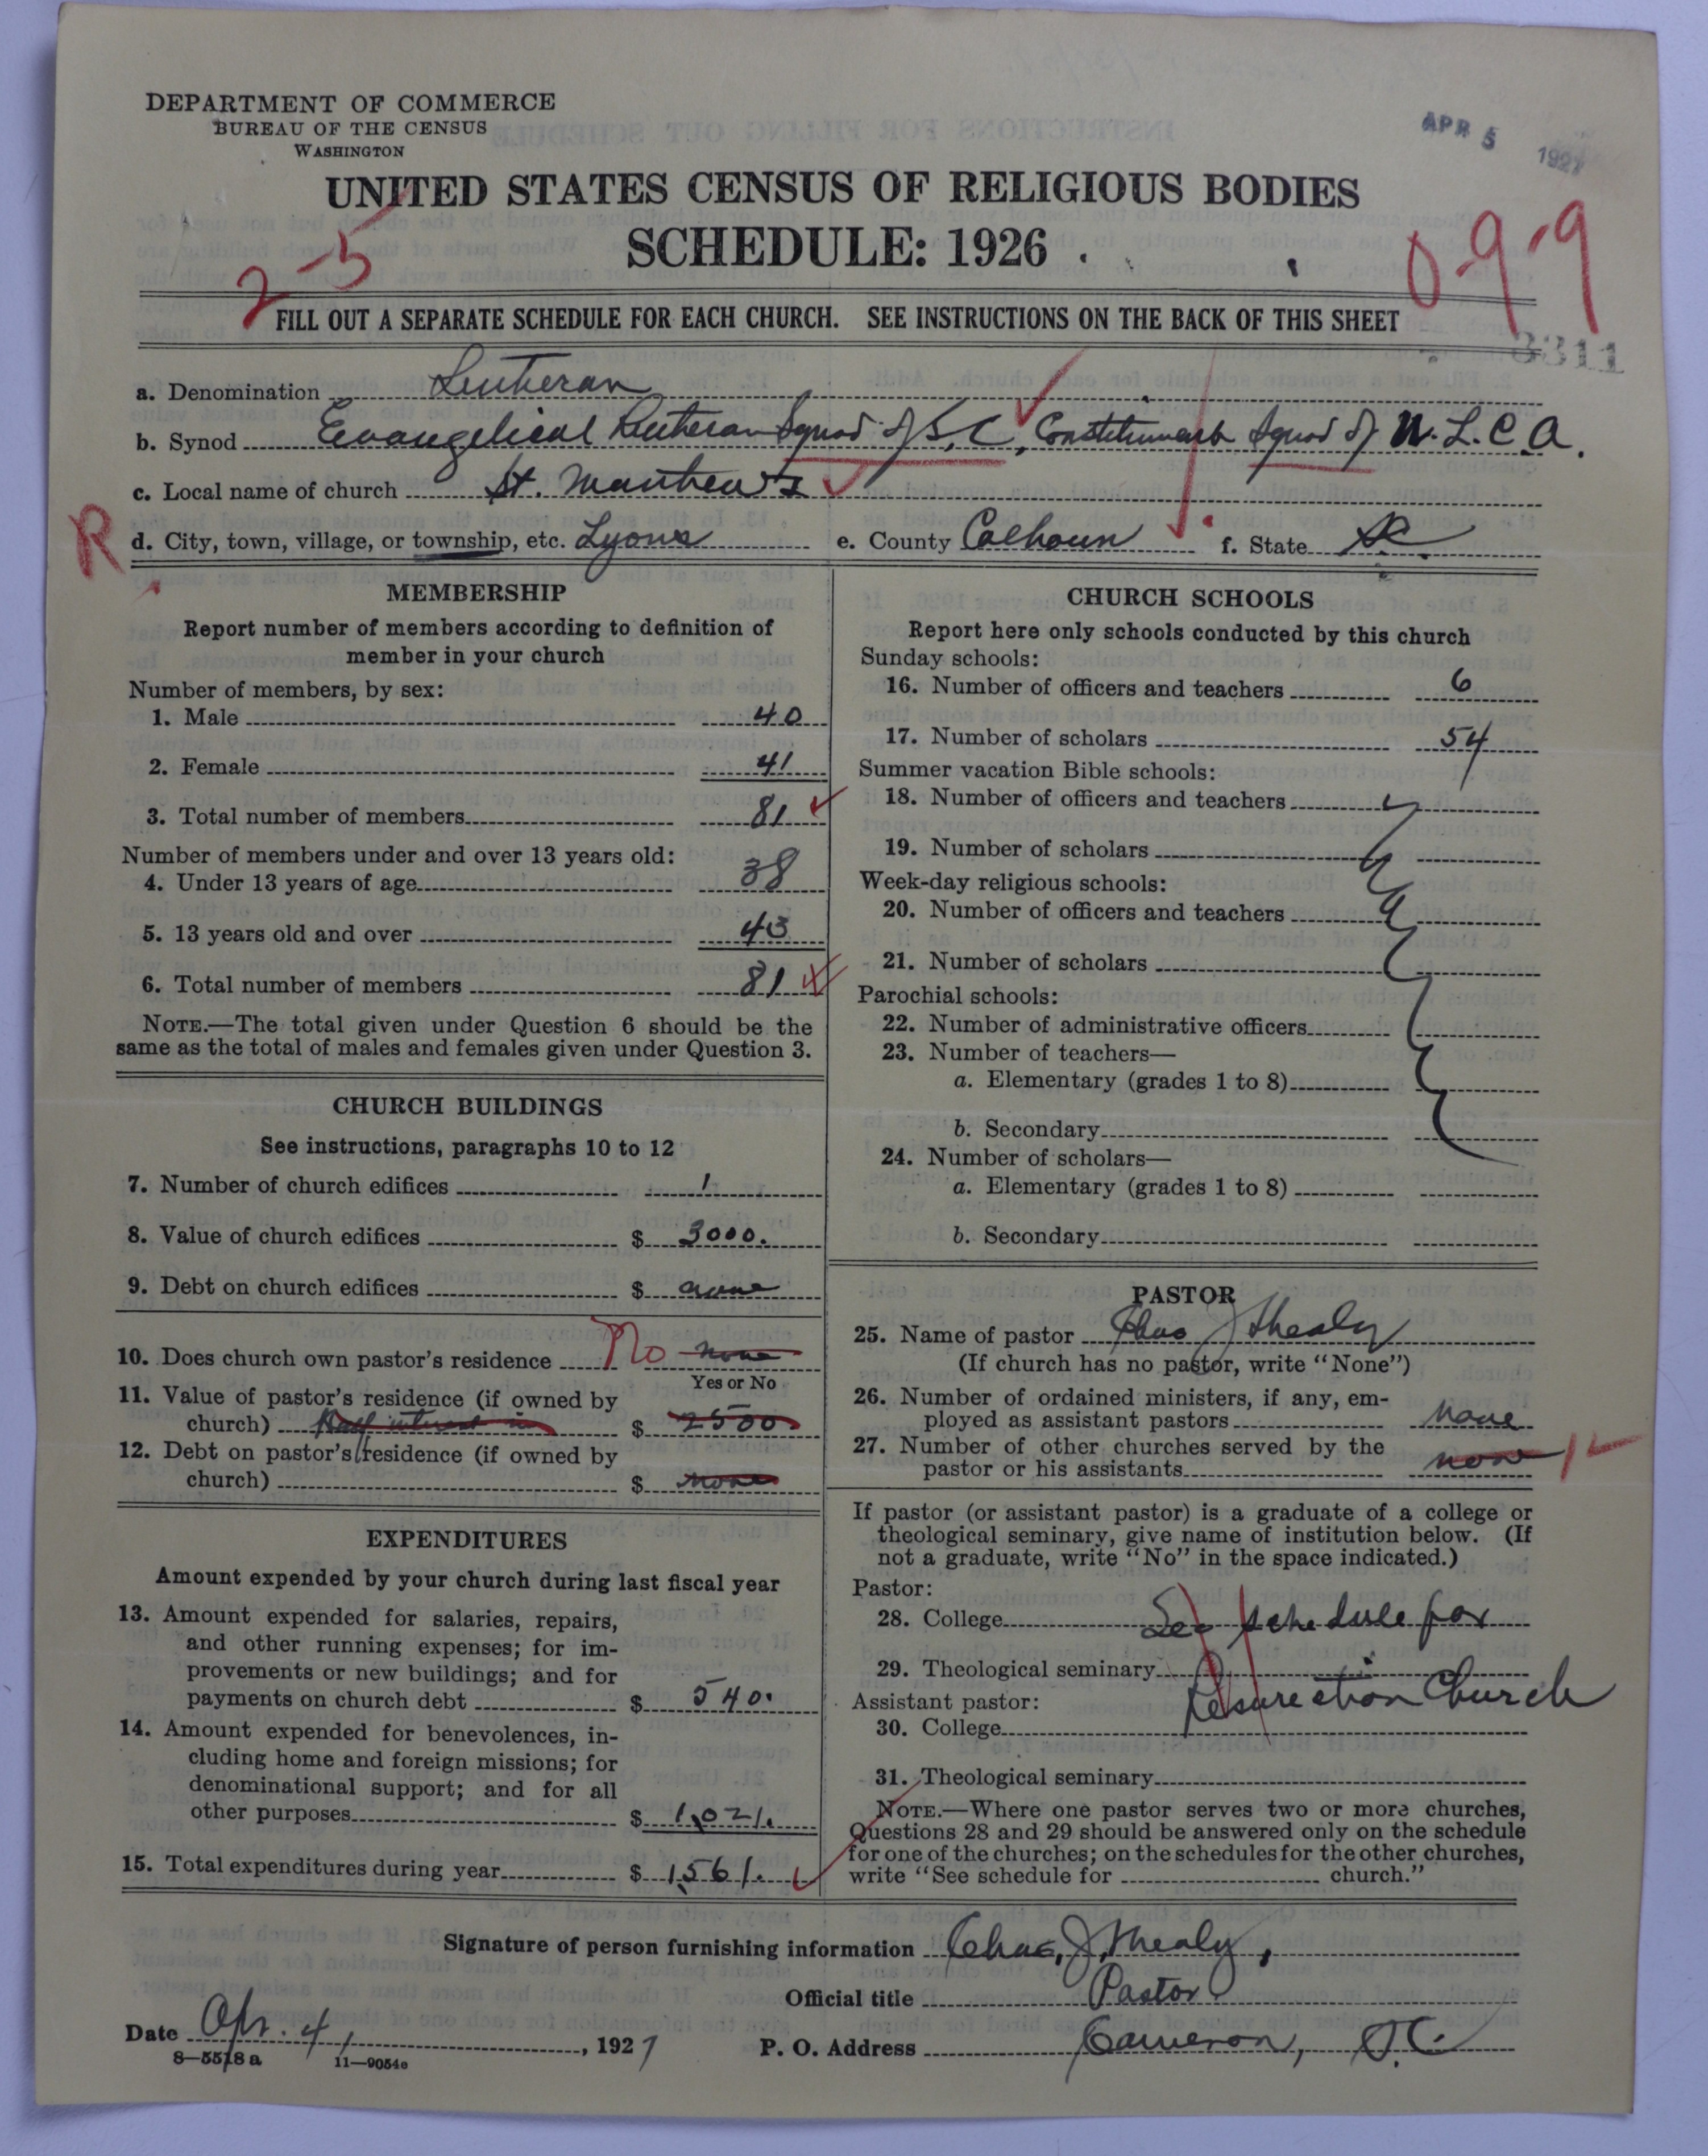 DEPARTMENT OF COMMERCE
BUREAU OF THE CENSUS
WASHINGTON
APR 5 1927
UNITED STATES CENSUS OF RELIGIOUS BODIES
SCHEDULE: 1926
2-5
0-9-9
FILL OUT A SEPARATE SCHEDULE FOR EACH CHURCH. SEE INSTRUCTIONS ON THE BACK OF THIS SHEET
3311
a. Denomination Lutheran
b. Synod Evangelical Lutheran Synod of S.C., Constituent Synod of U.L.C.A.
c. Local name of church St. Matthew's
R
d. City, town, village, or township, etc. Lyons e. County Calhoun f. State S.C.
MEMBERSHIP
Report number of members according to definition of
member in your church
Number of members, by sex:
1. Male 40
2. Female 41
3. Total number of members 81
Number of members under and over 13 years old:
4. Under 13 years of age 38
5. 13 years old and over 43
6. Total number of members 81
NOTE.—The total given under Question 6 should be the
same as the total of males and females given under Question 3.
CHURCH BUILDINGS
See instructions, paragraphs 10 to 12
7. Number of church edifices 1
8. Value of church edifices $ 3000.
9. Debt on church edifices $ none
10. Does church own pastor's residence No none
Yes or No
11. Value of pastor's residence (if owned by
church) Half interest in $ 2500
12. Debt on pastor's residence (if owned by
church) $ none
EXPENDITURES
Amount expended by your church during last fiscal year
13. Amount expended for salaries, repairs,
and other running expenses; for im-
provements or new buildings; and for
payments on church debt $ 540.
14. Amount expended for benevolences, in-
cluding home and foreign missions; for
denominational support; and for all
other purposes $ 1,021.
15. Total expenditures during year $ 1,561.
CHURCH SCHOOLS
Report here only schools conducted by this church
Sunday schools:
16. Number of officers and teachers 6
17. Number of scholars 54
Summer vacation Bible schools:
18. Number of officers and teachers
19. Number of scholars
Week-day religious schools:
20. Number of officers and teachers
21. Number of scholars
Parochial schools:
22. Number of administrative officers
23. Number of teachers—
a. Elementary (grades 1 to 8)
b. Secondary
24. Number of scholars—
a. Elementary (grades 1 to 8)
b. Secondary
PASTOR
25. Name of pastor Chas J Shealy
(If church has no pastor, write "None")
26. Number of ordained ministers, if any, em-
ployed as assistant pastors none
27. Number of other churches served by the
pastor or his assistants none 1
If pastor (or assistant pastor) is a graduate of a college or
theological seminary, give name of institution below. (If
not a graduate, write "No" in the space indicated.)
Pastor:
28. College See schedule for
29. Theological seminary
Resurection Church
Assistant pastor:
30. College
31. Theological seminary
NOTE.—Where one pastor serves two or more churches,
Questions 28 and 29 should be answered only on the schedule
for one of the churches; on the schedules for the other churches,
write "See schedule for church."
Signature of person furnishing information Chas. J. Shealy,
Official title Pastor
Date Apr. 4, 1927 P. O. Address Cameron, S.C.
8-5518 a 11-9054e